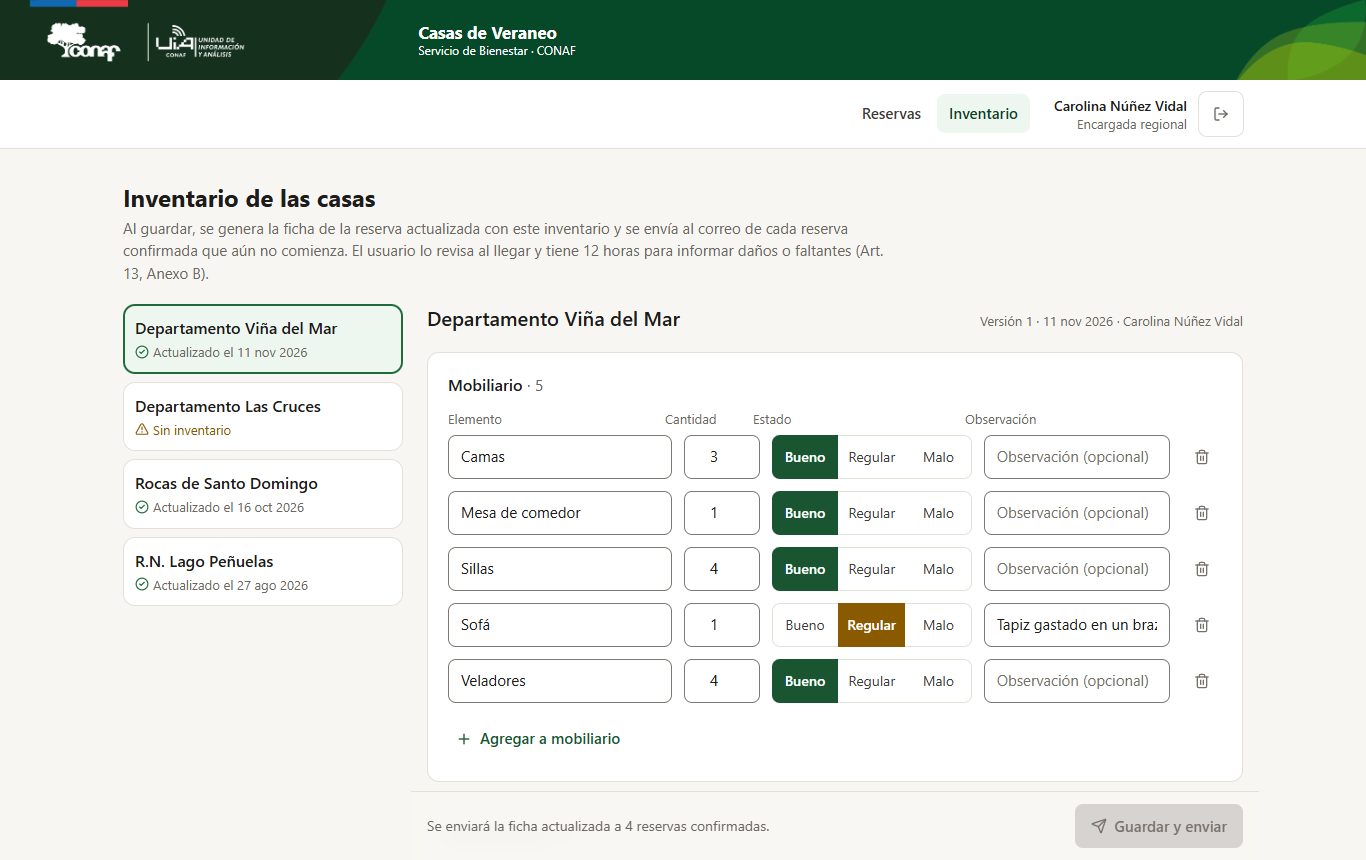 conaf
UIA
CONAF
UNIDAD DE
INFORMACIÓN
Y ANÁLISIS
Casas de Veraneo
Servicio de Bienestar · CONAF
Reservas
Inventario
Carolina Núñez Vidal
Encargada regional
Inventario de las casas
Al guardar, se genera la ficha de la reserva actualizada con este inventario y se envía al correo de cada reserva
confirmada que aún no comienza. El usuario lo revisa al llegar y tiene 12 horas para informar daños o faltantes (Art.
13, Anexo B).
Departamento Viña del Mar
Actualizado el 11 nov 2026
Departamento Las Cruces
Sin inventario
Rocas de Santo Domingo
Actualizado el 16 oct 2026
R.N. Lago Peñuelas
Actualizado el 27 ago 2026
Departamento Viña del Mar
Versión 1 · 11 nov 2026 · Carolina Núñez Vidal
Mobiliario · 5
Elemento Cantidad Estado Observación
Camas 3 Bueno Regular Malo Observación (opcional)
Mesa de comedor 1 Bueno Regular Malo Observación (opcional)
Sillas 4 Bueno Regular Malo Observación (opcional)
Sofá 1 Bueno Regular Malo Tapiz gastado en un braz
Veladores 4 Bueno Regular Malo Observación (opcional)
+ Agregar a mobiliario
Se enviará la ficha actualizada a 4 reservas confirmadas.
Guardar y enviar